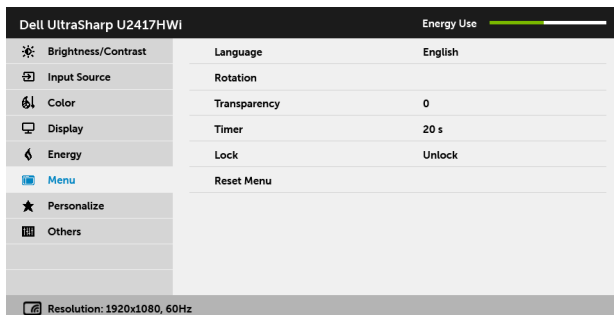 Dell UltraSharp U2417HWi Energy Use
Brightness/Contrast Language English
Input Source Rotation
Color Transparency 0
Display Timer 20 s
Energy Lock Unlock
Menu Reset Menu
Personalize
Others
Resolution: 1920x1080, 60Hz